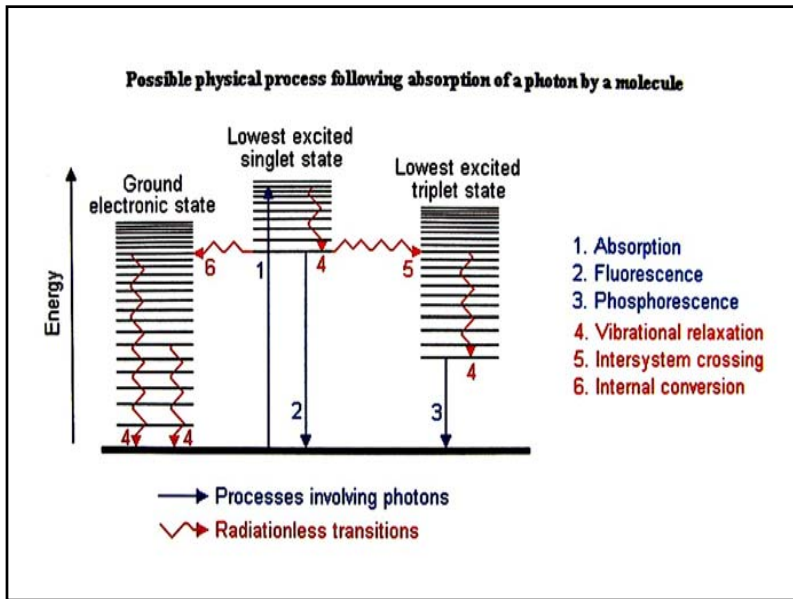 Possible physical process following absorption of a photon by a molecule
Lowest excited
singlet state
Lowest excited
triplet state
Ground
electronic state
Energy
6
1
4
5
4
2
3
4
4
1. Absorption
2. Fluorescence
3. Phosphorescence
4. Vibrational relaxation
5. Intersystem crossing
6. Internal conversion
Processes involving photons
Radiationless transitions